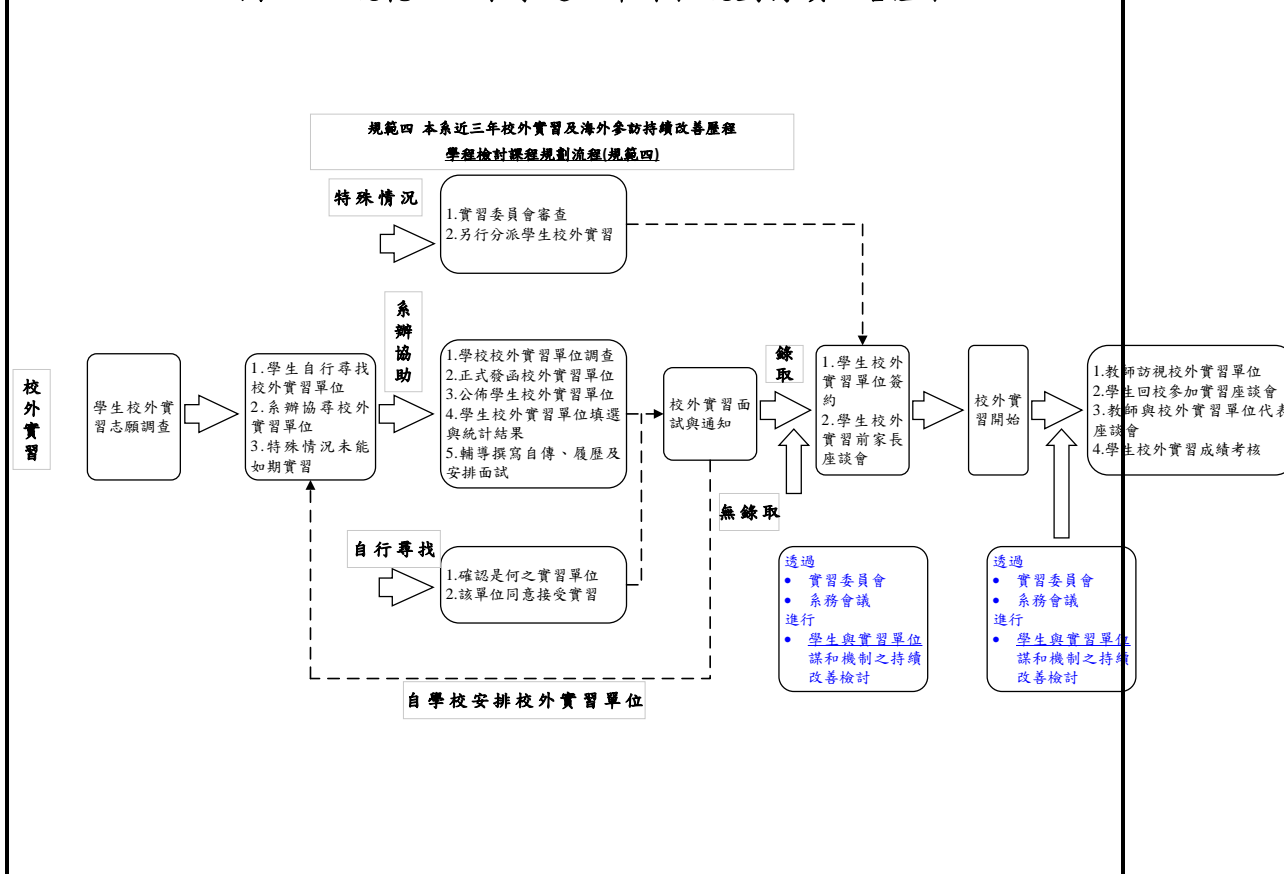 規範四 本系近三年校外實習及海外參訪持續改善歷程
學程檢討課程規劃流程(規範四)
特殊情況
1.實習委員會審查
2.另行分派學生校外實習
校外實習
學生校外實
習志願調查
1.學生自行尋找
校外實習單位
2.系辦協尋校外
實習單位
3.特殊情況未能
如期實習
系辦協助
1.學校校外實習單位調查
2.正式發函校外實習單位
3.公佈學生校外實習單位
4.學生校外實習單位填選
與統計結果
5.輔導撰寫自傳、履歷及
安排面試
自行尋找
1.確認是何之實習單位
2.該單位同意接受實習
校外實習面
試與通知
錄取
無錄取
1.學生校外
實習單位簽
約
2.學生校外
實習前家長
座談會
校外實
習開始
1.教師訪視校外實習單位
2.學生回校參加實習座談會
3.教師與校外實習單位代表
座談會
4.學生校外實習成績考核
透過
• 實習委員會
• 系務會議
進行
• 學生與實習單位
謀和機制之持續
改善檢討
透過
• 實習委員會
• 系務會議
進行
• 學生與實習單位
謀和機制之持續
改善檢討
自學校安排校外實習單位